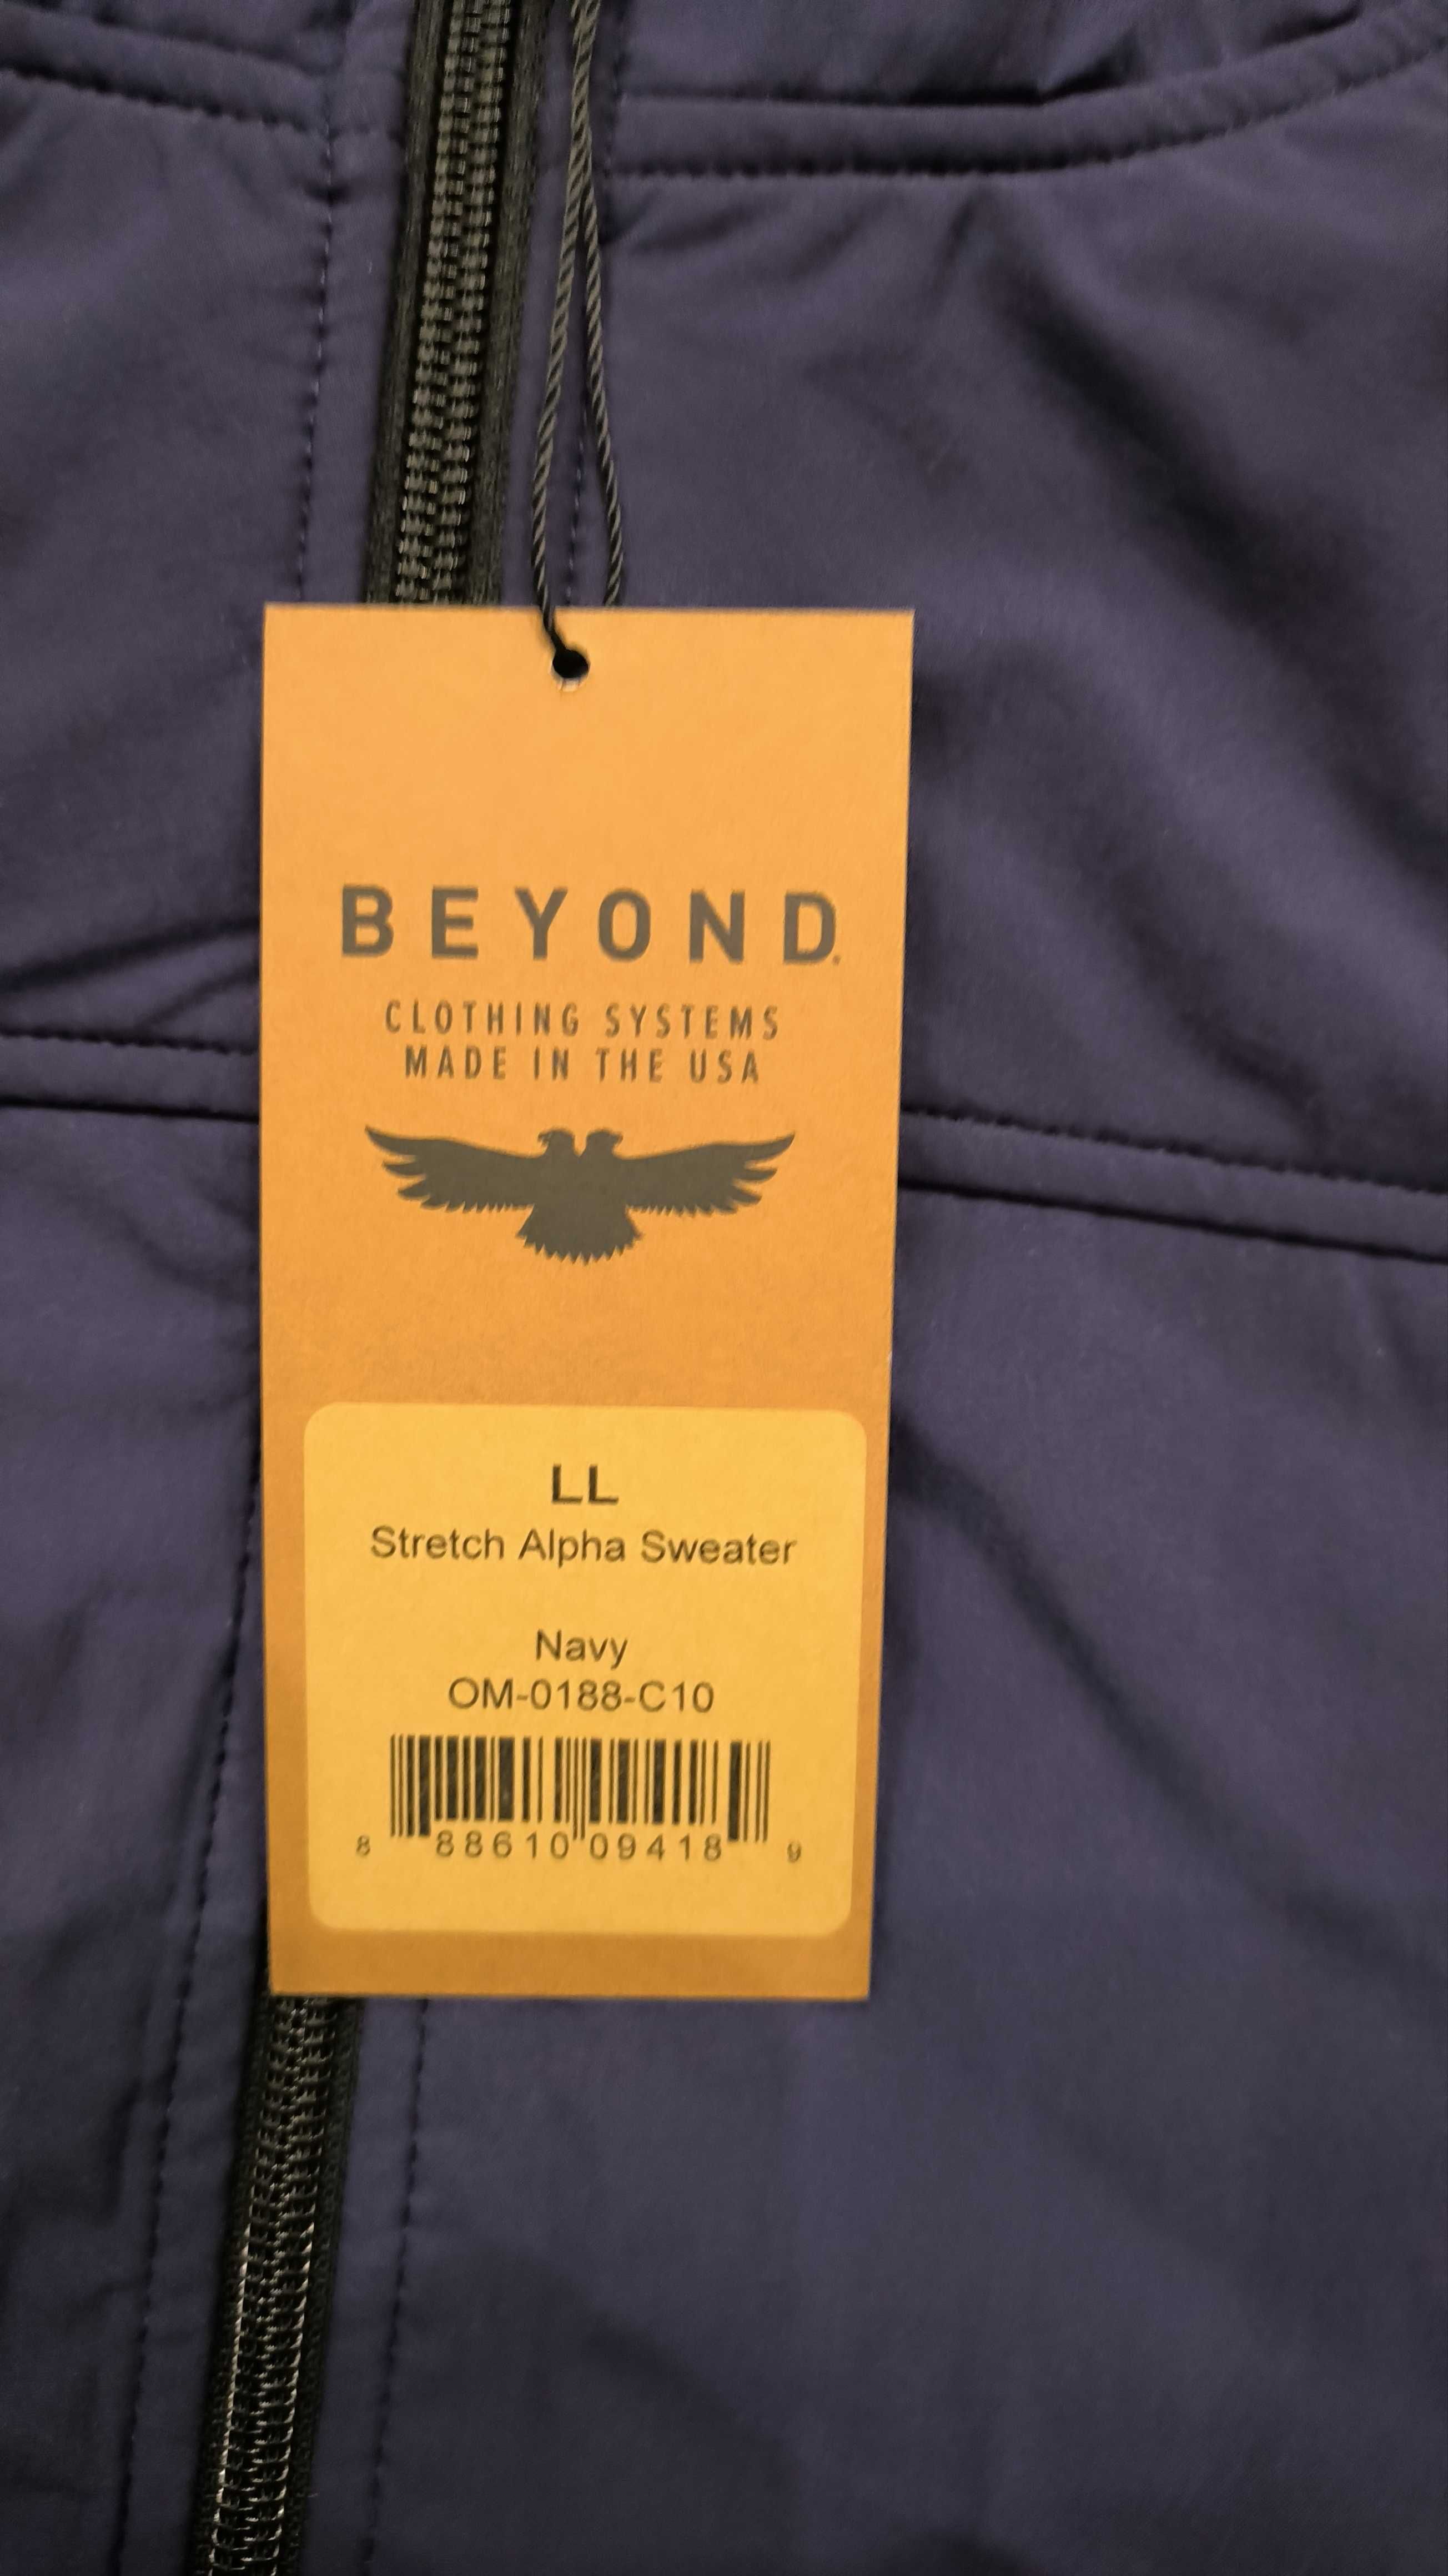 BEYOND.
CLOTHING SYSTEMS
MADE IN THE USA
LL
Stretch Alpha Sweater
Navy
OM-0188-C10
8 88610 09418 9